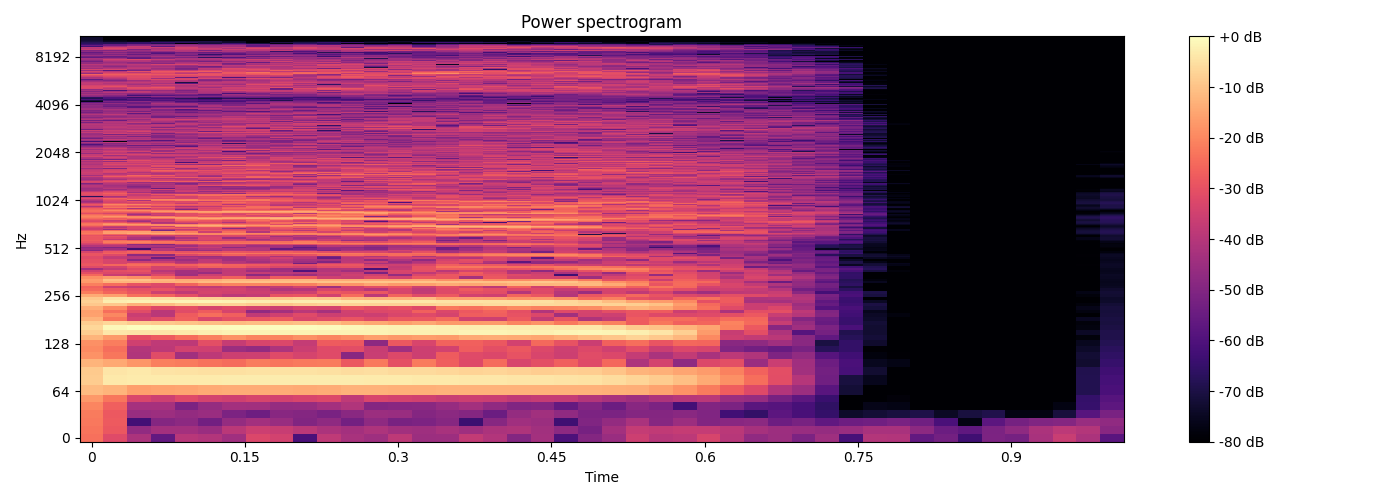 Power spectrogram
Hz
8192
4096
2048
1024
512
256
128
64
0
0 0.15 0.3 0.45 0.6 0.75 0.9
Time
+0 dB
-10 dB
-20 dB
-30 dB
-40 dB
-50 dB
-60 dB
-70 dB
-80 dB